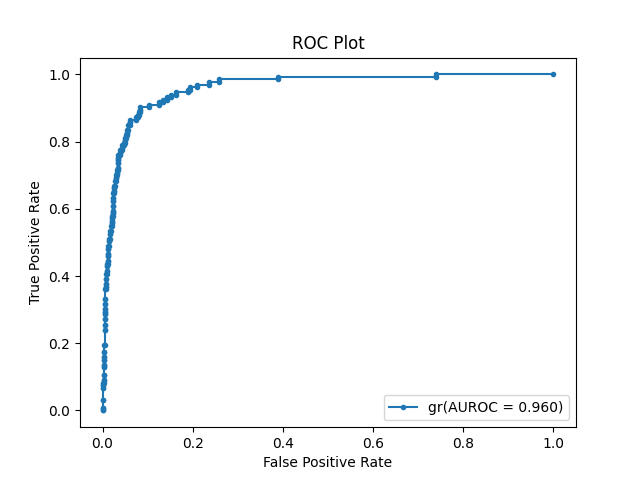 ROC Plot
True Positive Rate
1.0
0.8
0.6
0.4
0.2
0.0
gr(AUROC = 0.960)
0.0 0.2 0.4 0.6 0.8 1.0
False Positive Rate